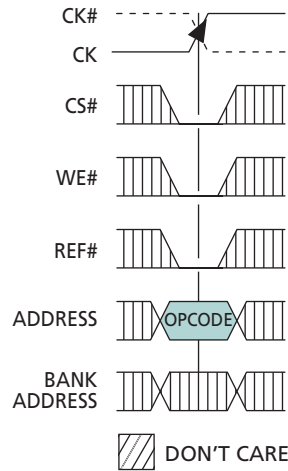 CK#
CK
CS#
WE#
REF#
ADDRESS
OPCODE
BANK
ADDRESS
DON'T CARE